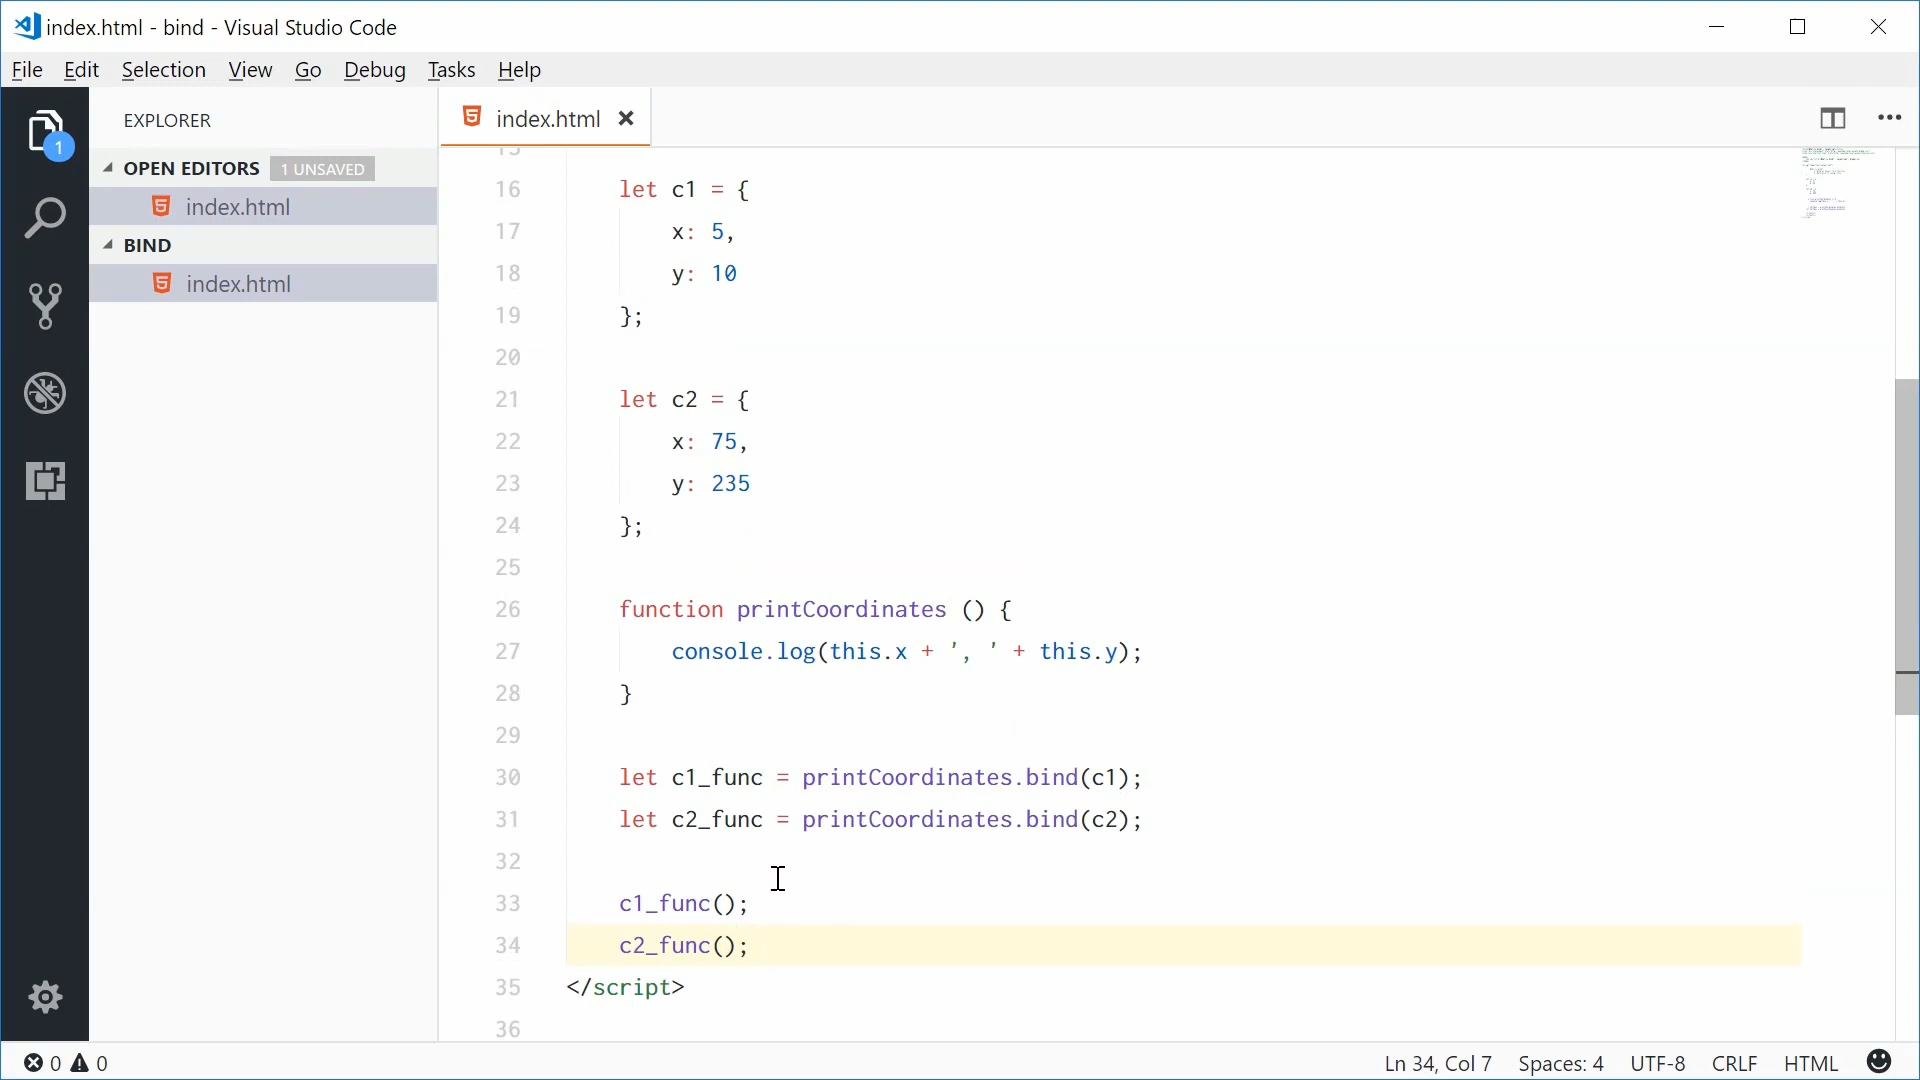 index.html - bind - Visual Studio Code
File Edit Selection View Go Debug Tasks Help
1
EXPLORER
OPEN EDITORS 1 UNSAVED
index.html
BIND
index.html
index.html
16 let c1 = {
17 x: 5,
18 y: 10
19 };
20
21 let c2 = {
22 x: 75,
23 y: 235
24 };
25
26 function printCoordinates () {
27 console.log(this.x + ', ' + this.y);
28 }
29
30 let c1_func = printCoordinates.bind(c1);
31 let c2_func = printCoordinates.bind(c2);
32
33 c1_func();
34 c2_func();
35 </script>
36
0 0 Ln 34, Col 7 Spaces: 4 UTF-8 CRLF HTML